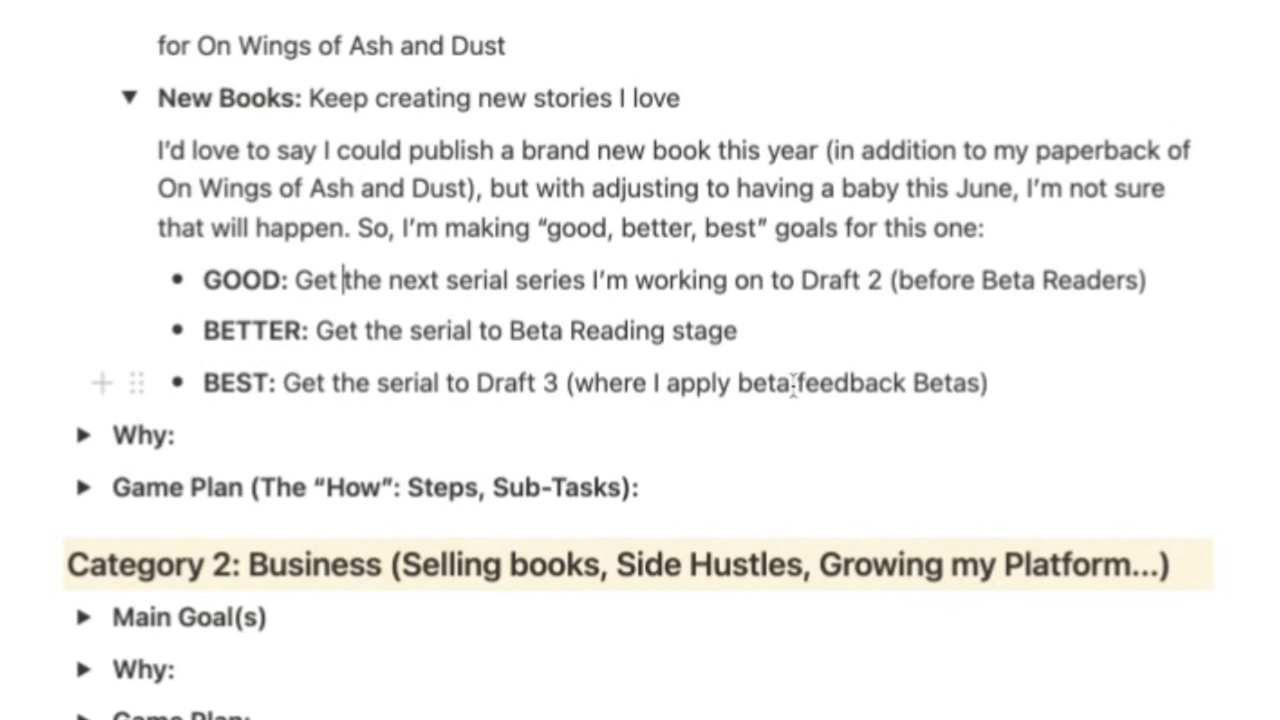 for On Wings of Ash and Dust
New Books: Keep creating new stories I love
I'd love to say I could publish a brand new book this year (in addition to my paperback of
On Wings of Ash and Dust), but with adjusting to having a baby this June, I'm not sure
that will happen. So, I'm making “good, better, best” goals for this one:
• GOOD: Get the next serial series I'm working on to Draft 2 (before Beta Readers)
• BETTER: Get the serial to Beta Reading stage
• BEST: Get the serial to Draft 3 (where I apply beta feedback Betas)
Why:
Game Plan (The “How”: Steps, Sub-Tasks):
Category 2: Business (Selling books, Side Hustles, Growing my Platform...)
Main Goal(s)
Why:
Game Plan: